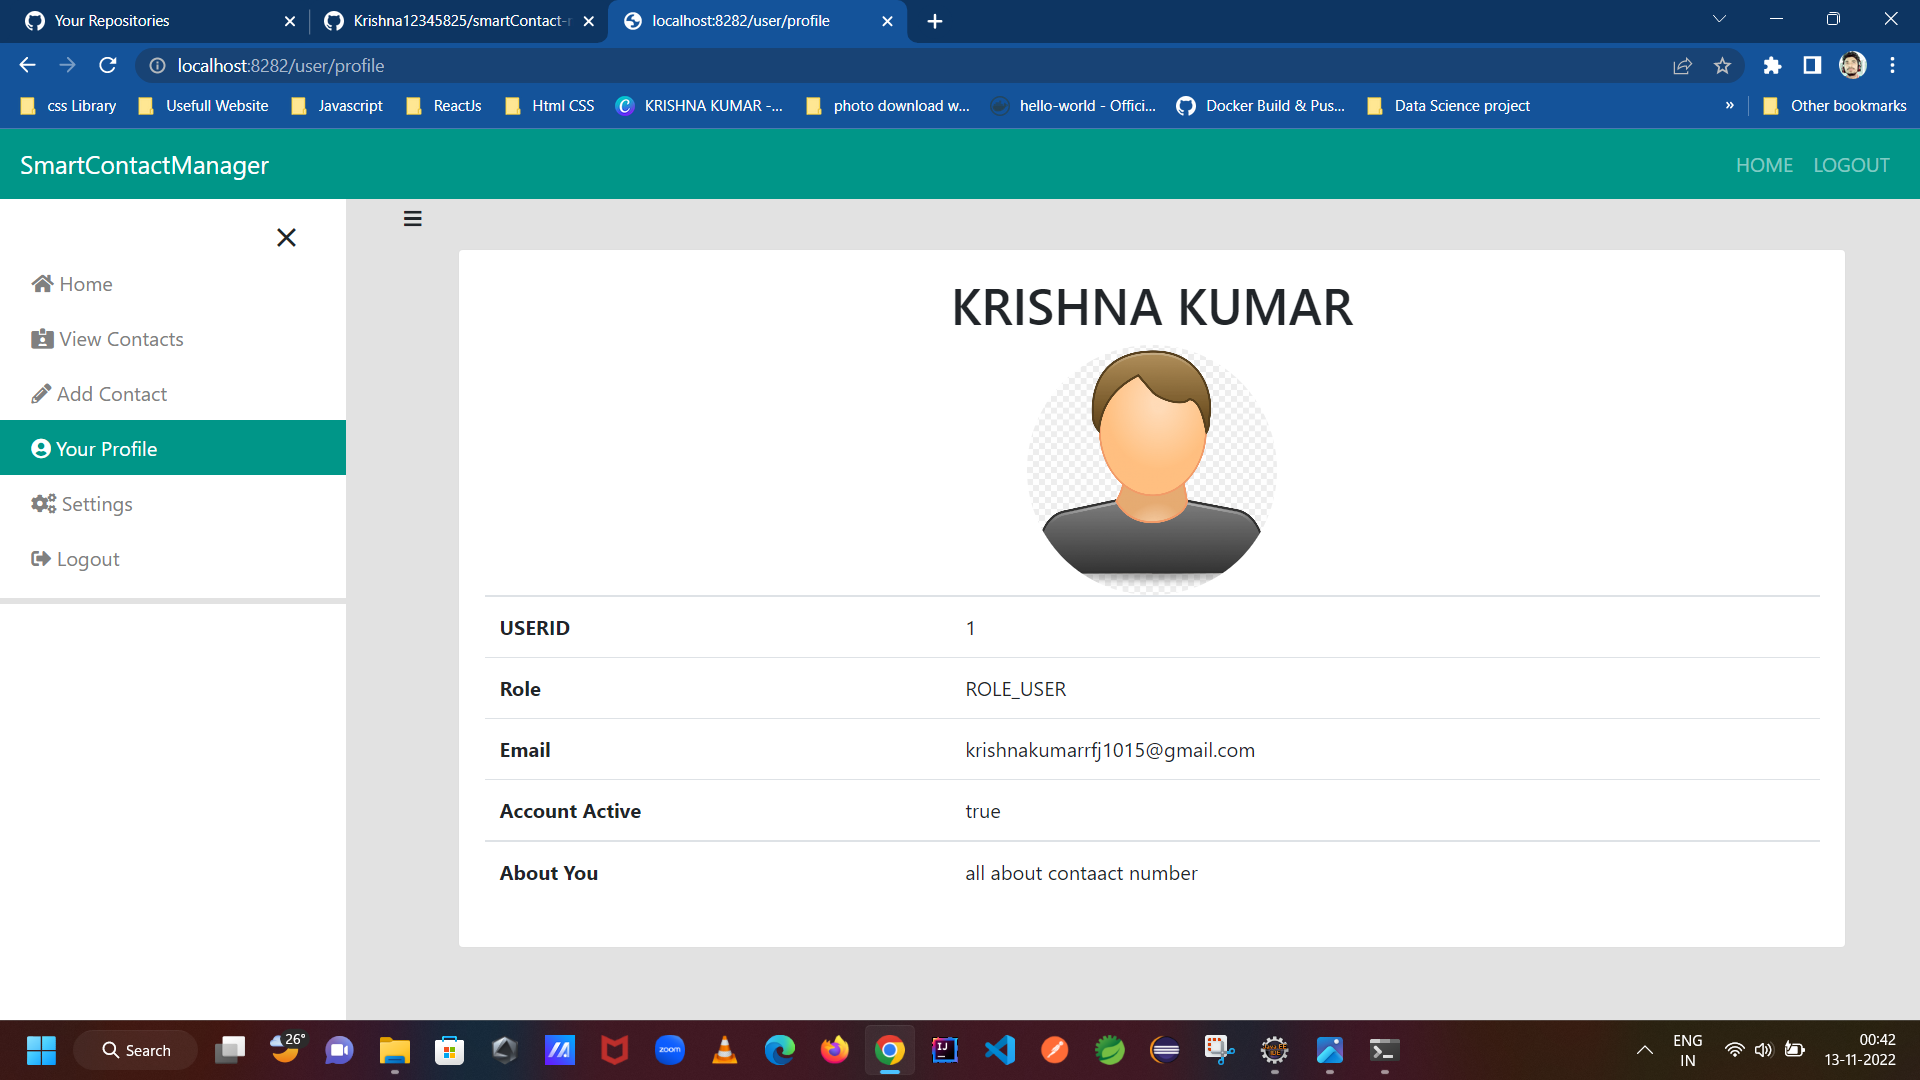 Your Repositories
Krishna12345825/smartContact-r
localhost:8282/user/profile
localhost:8282/user/profile
css Library
Usefull Website
Javascript
ReactJs
Html CSS
KRISHNA KUMAR -...
photo download w...
hello-world - Offici...
Docker Build & Pus...
Data Science project
»
Other bookmarks
SmartContactManager
HOME
LOGOUT
Home
View Contacts
Add Contact
Your Profile
Settings
Logout
KRISHNA KUMAR
USERID 1
Role ROLE_USER
Email krishnakumarrfj1015@gmail.com
Account Active true
About You all about contaact number
Search
26°
zoom
ENG
IN
00:42
13-11-2022